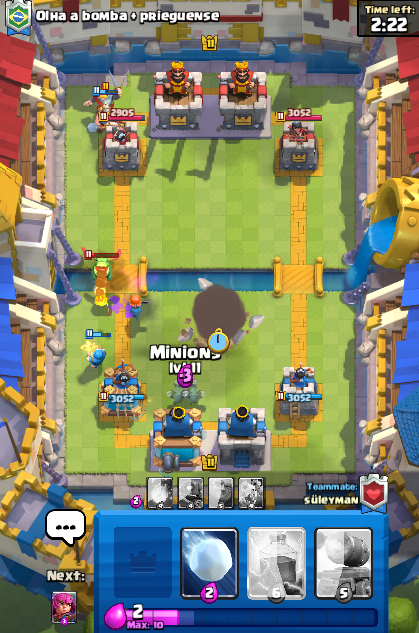 Olha a bomba + prieguense
Time left:
2:22
2905
3052
Minions
lvl 11
3
3052
3052
Teammate:
SÜLEYMAN
2
...
Next:
2
6
5
2
Max: 10